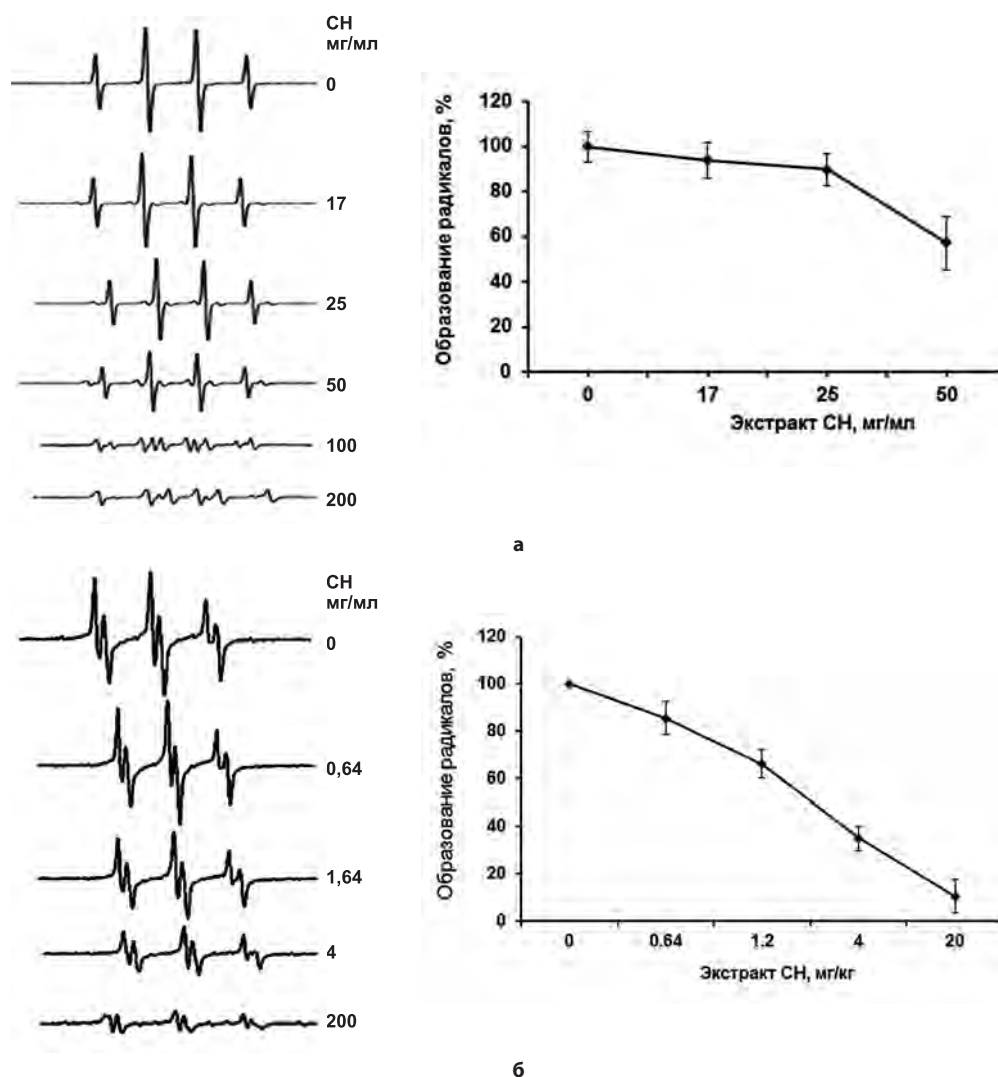 СН
мг/мл
0
17
25
50
100
200
Образование радикалов, %
120
100
80
60
40
20
0
0 17 25 50
Экстракт СН, мг/мл
а
СН
мг/мл
0
0,64
1,64
4
200
Образование радикалов, %
120
100
80
60
40
20
0
0 0.64 1.2 4 20
Экстракт СН, мг/кг
б